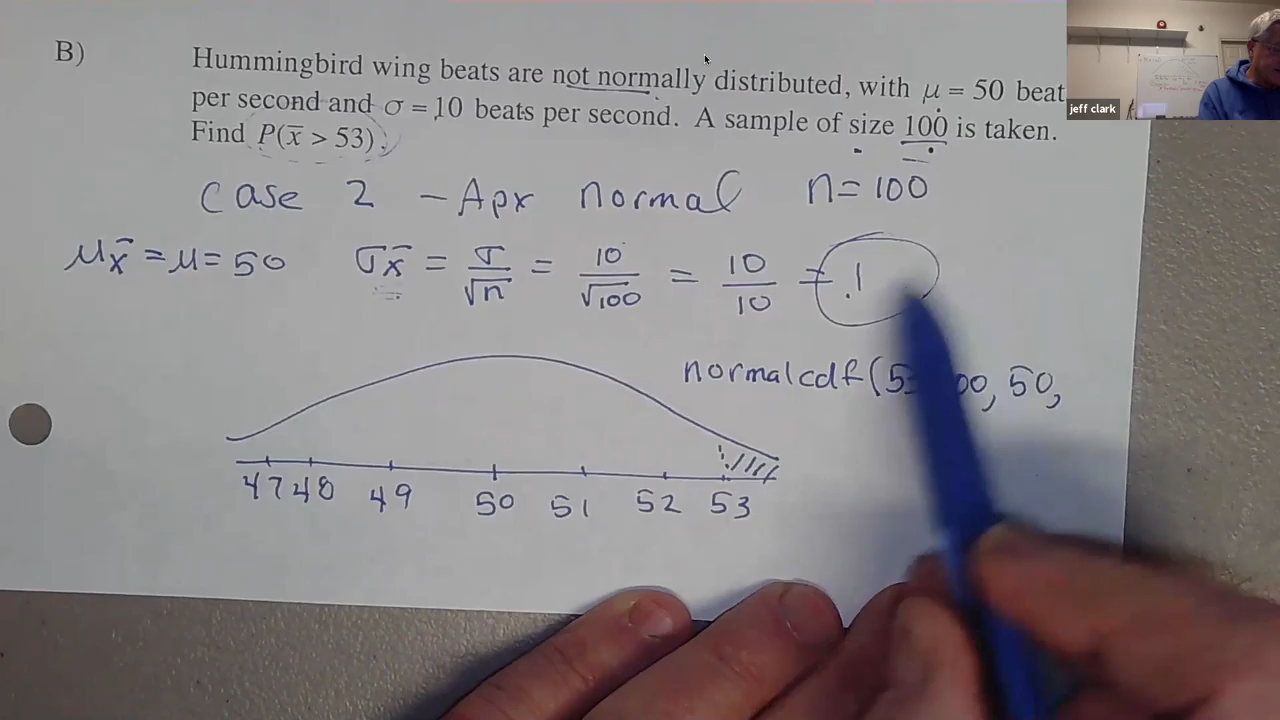 B)
Hummingbird wing beats are not normally distributed, with μ = 50 beat
per second and σ = 10 beats per second. A sample of size 100 is taken.
Find P(x̄ > 53).
jeff clark
case 2 - Apx normal n = 100
μx̄ = μ = 50 σx̄ = σ/√n = 10/√100 = 10/10 = .1
normalcdf(5 00, 50,
47 48 49 50 51 52 53